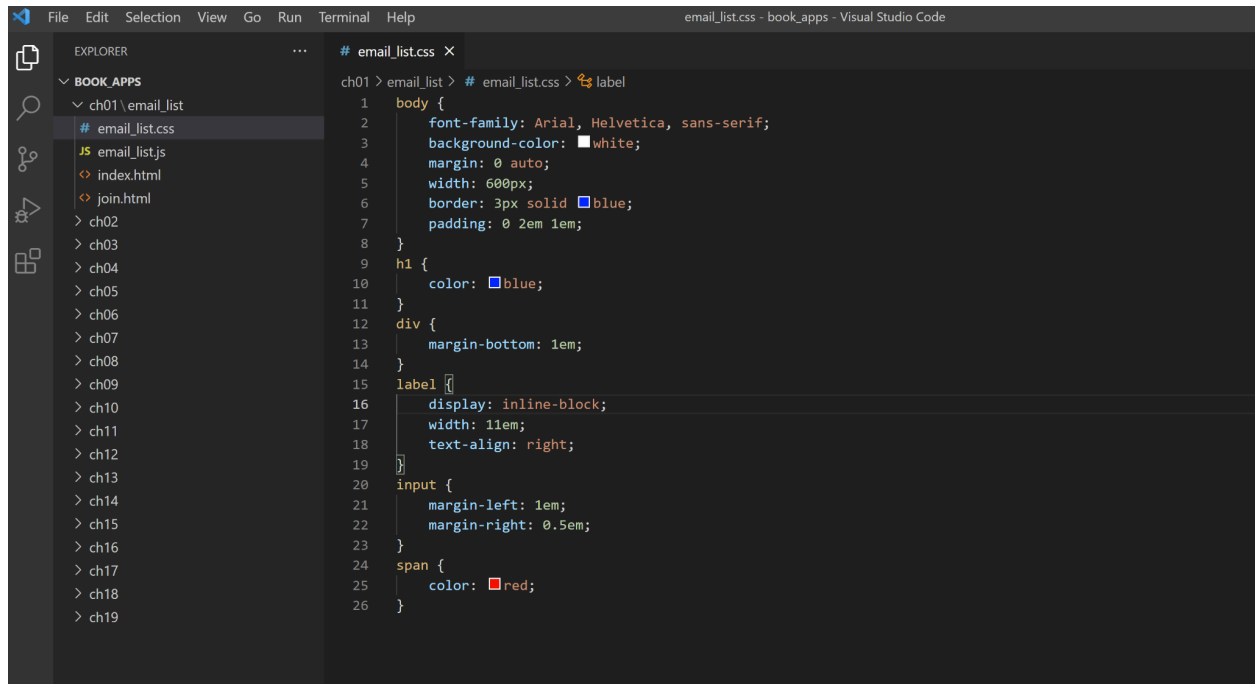 File Edit Selection View Go Run Terminal Help email_list.css - book_apps - Visual Studio Code
EXPLORER ···
BOOK_APPS
ch01\email_list
# email_list.css
JS email_list.js
<> index.html
<> join.html
ch02
ch03
ch04
ch05
ch06
ch07
ch08
ch09
ch10
ch11
ch12
ch13
ch14
ch15
ch16
ch17
ch18
ch19
# email_list.css ×
ch01 > email_list > # email_list.css > label
1 body {
2 font-family: Arial, Helvetica, sans-serif;
3 background-color: white;
4 margin: 0 auto;
5 width: 600px;
6 border: 3px solid blue;
7 padding: 0 2em 1em;
8 }
9 h1 {
10 color: blue;
11 }
12 div {
13 margin-bottom: 1em;
14 }
15 label {
16 display: inline-block;
17 width: 11em;
18 text-align: right;
19 }
20 input {
21 margin-left: 1em;
22 margin-right: 0.5em;
23 }
24 span {
25 color: red;
26 }